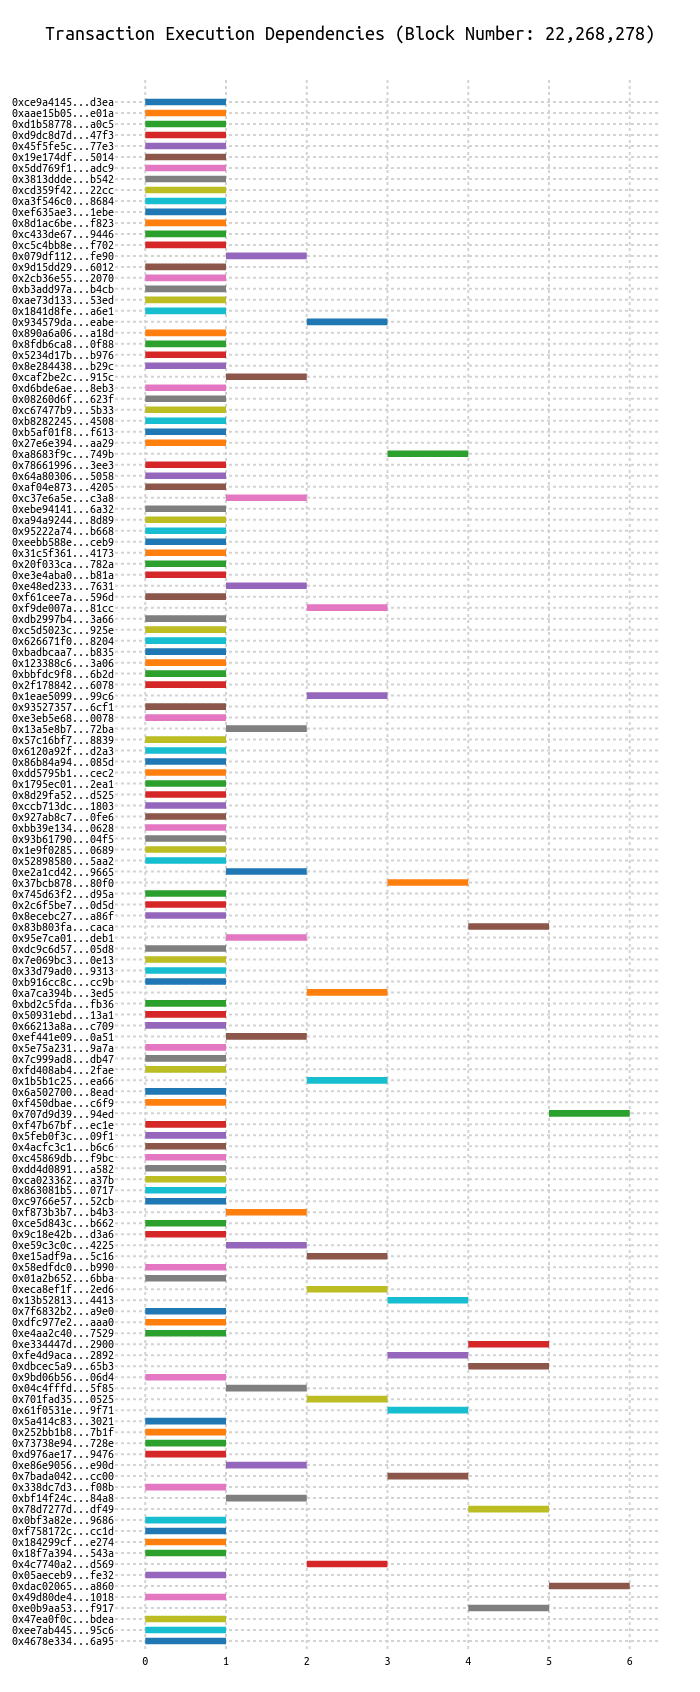 Transaction Execution Dependencies (Block Number: 22,268,278)
0xce9a4145...d3ea
0xaae15b05...e01a
0xd1b58778...a0c5
0xd9dc8d7d...47f3
0x45f5fe5c...77e3
0x19e174df...5014
0x5dd769f1...adc9
0x3813ddde...b542
0xcd359f42...22cc
0xa3f546c0...8684
0xef635ae3...1ebe
0x8d1ac6be...f823
0xc433de67...9446
0xc5c4bb8e...f702
0x079df112...fe90
0x9d15dd29...6012
0x2cb36e55...2070
0xb3add97a...b4cb
0xae73d133...53ed
0x1841d8fe...a6e1
0x934579da...eabe
0x890a6a06...a18d
0x8fdb6ca8...0f88
0x5234d17b...b976
0x8e284438...b29c
0xcaf2be2c...915c
0xd6bde6ae...8eb3
0x08260d6f...623f
0xc67477b9...5b33
0xb8282245...4508
0xb5af01f8...f613
0x27e6e394...aa29
0xa8683f9c...749b
0x78661996...3ee3
0x64a80306...5058
0xaf04e873...4205
0xc37e6a5e...c3a8
0xebe94141...6a32
0xa94a9244...8d89
0x95222a74...b668
0xeebb588e...ceb9
0x31c5f361...4173
0x20f033ca...782a
0xe3e4aba0...b81a
0xe48ed233...7631
0xf61cee7a...596d
0xf9de007a...81cc
0xdb2997b4...3a66
0xc5d5023c...925e
0x626671f0...8204
0xbadbcaa7...b835
0x123388c6...3a06
0xbbfdc9f8...6b2d
0x2f178842...6078
0x1eae5099...99c6
0x93527357...6cf1
0xe3eb5e68...0078
0x13a5e8b7...72ba
0x57c16bf7...8839
0x6120a92f...d2a3
0x86b84a94...085d
0xdd5795b1...cec2
0x1795ec01...2ea1
0x8d29fa52...d525
0xccb713dc...1803
0x927ab8c7...0fe6
0xbb39e134...0628
0x93b61790...04f5
0x1e9f0285...0689
0x52898580...5aa2
0xe2a1cd42...9665
0x37bcb878...80f0
0x745d63f2...d95a
0x2c6f5be7...0d5d
0x8ecebc27...a86f
0x83b803fa...caca
0x95e7ca01...deb1
0xdc9c6d57...05d8
0x7e069bc3...0e13
0x33d79ad0...9313
0xb916cc8c...cc9b
0xa7ca394b...3ed5
0xbd2c5fda...fb36
0x50931ebd...13a1
0x66213a8a...c709
0xef441e09...0a51
0x5e75a231...9a7a
0x7c999ad8...db47
0xfd408ab4...2fae
0x1b5b1c25...ea66
0x6a502700...8ead
0xf450dbae...c6f9
0x707d9d39...94ed
0xf47b67bf...ec1e
0x5feb0f3c...09f1
0x4acfc3c1...b6c6
0xc45869db...f9bc
0xdd4d0891...a582
0xca023362...a37b
0x863081b5...0717
0xc9766e57...52cb
0xf873b3b7...b4b3
0xce5d843c...b662
0x9c18e42b...d3a6
0xe59c3c0c...4225
0xe15adf9a...5c16
0x58edfdc0...b990
0x01a2b652...6bba
0xeca8ef1f...2ed6
0x13b52813...4413
0x7f6832b2...a9e0
0xdfc977e2...aaa0
0xe4aa2c40...7529
0xe334447d...2900
0xfe4d9aca...2892
0xdbcec5a9...65b3
0x9bd06b56...06d4
0x04c4fffd...5f85
0x701fad35...0525
0x61f0531e...9f71
0x5a414c83...3021
0x252bb1b8...7b1f
0x73738e94...728e
0xd976ae17...9476
0xe86e9056...e90d
0x7bada042...cc00
0x338dc7d3...f08b
0xbf14f24c...84a8
0x78d7277d...df49
0x0bf3a82e...9686
0xf758172c...cc1d
0x184299cf...e274
0x18f7a394...543a
0x4c7740a2...d569
0x05aeceb9...fe32
0xdac02065...a860
0x49d80de4...1018
0xe0b9aa53...f917
0x47ea0f0c...bdea
0xee7ab445...95c6
0x4678e334...6a95
0 1 2 3 4 5 6